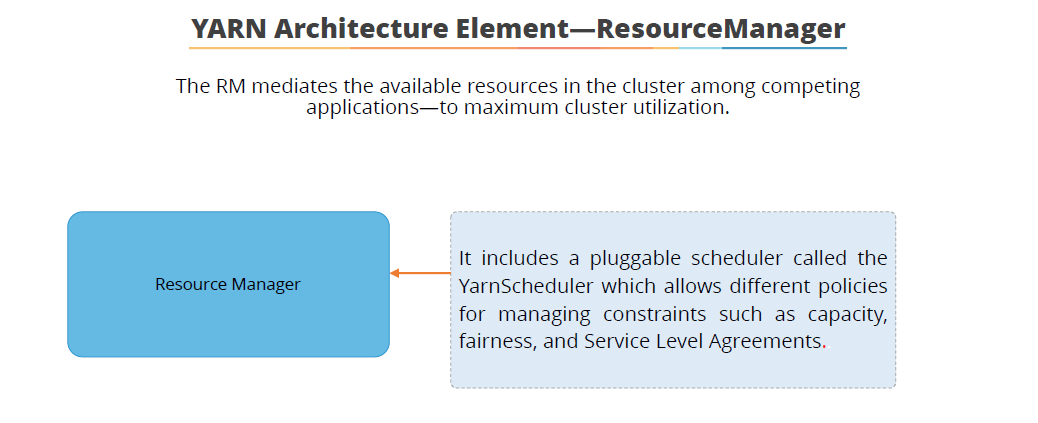 YARN Architecture Element—ResourceManager
The RM mediates the available resources in the cluster among competing
applications—to maximum cluster utilization.
Resource Manager
It includes a pluggable scheduler called the
YarnScheduler which allows different policies
for managing constraints such as capacity,
fairness, and Service Level Agreements.